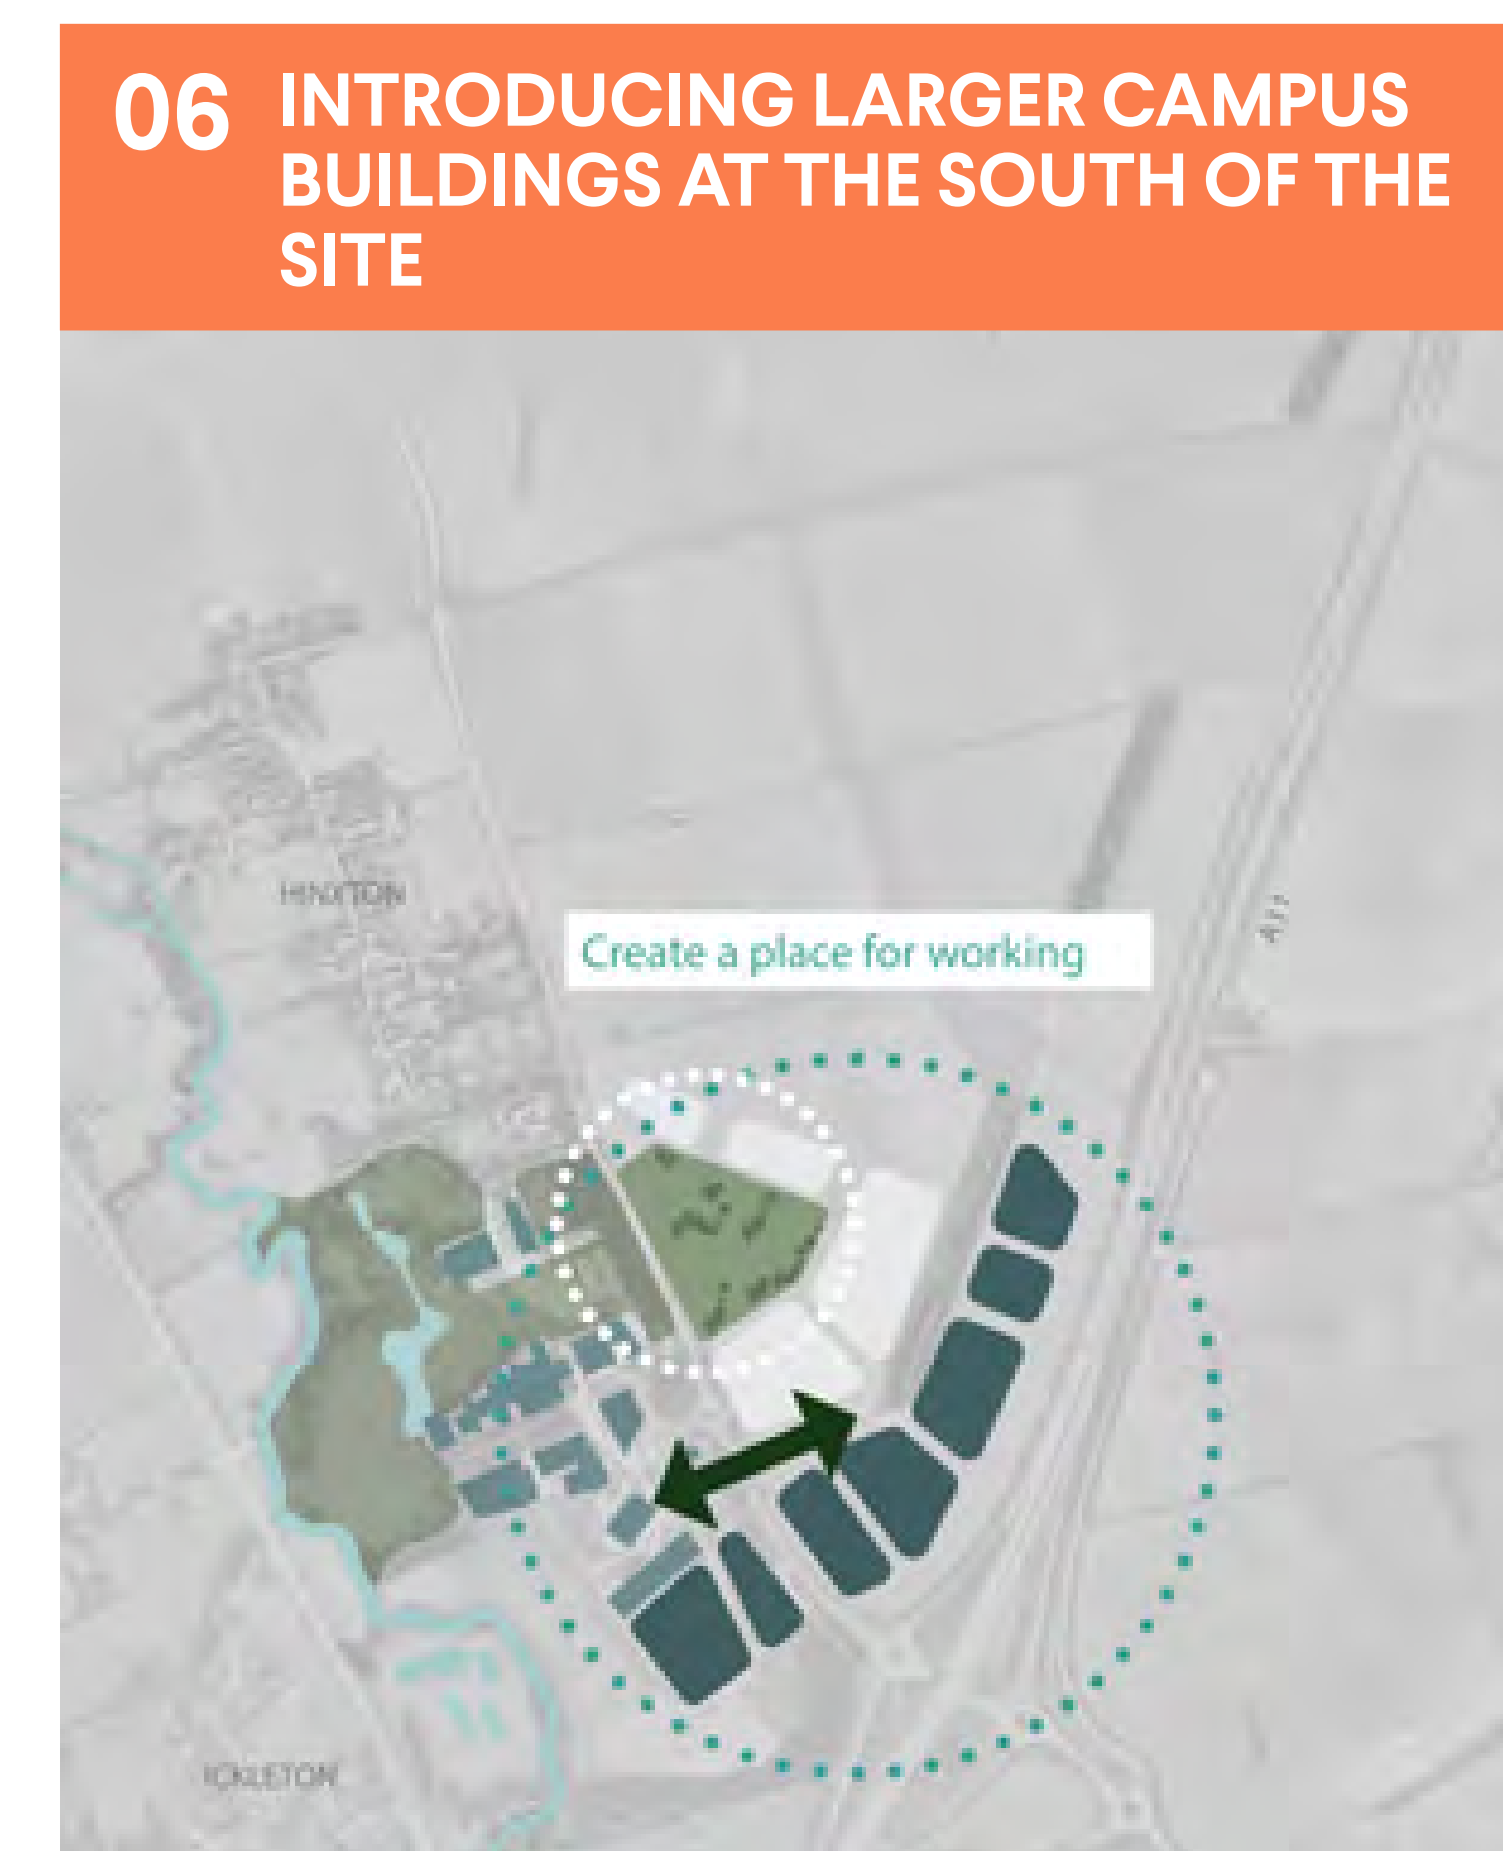 06 INTRODUCING LARGER CAMPUS
BUILDINGS AT THE SOUTH OF THE
SITE
HINXTON
Create a place for working
ICKLETON